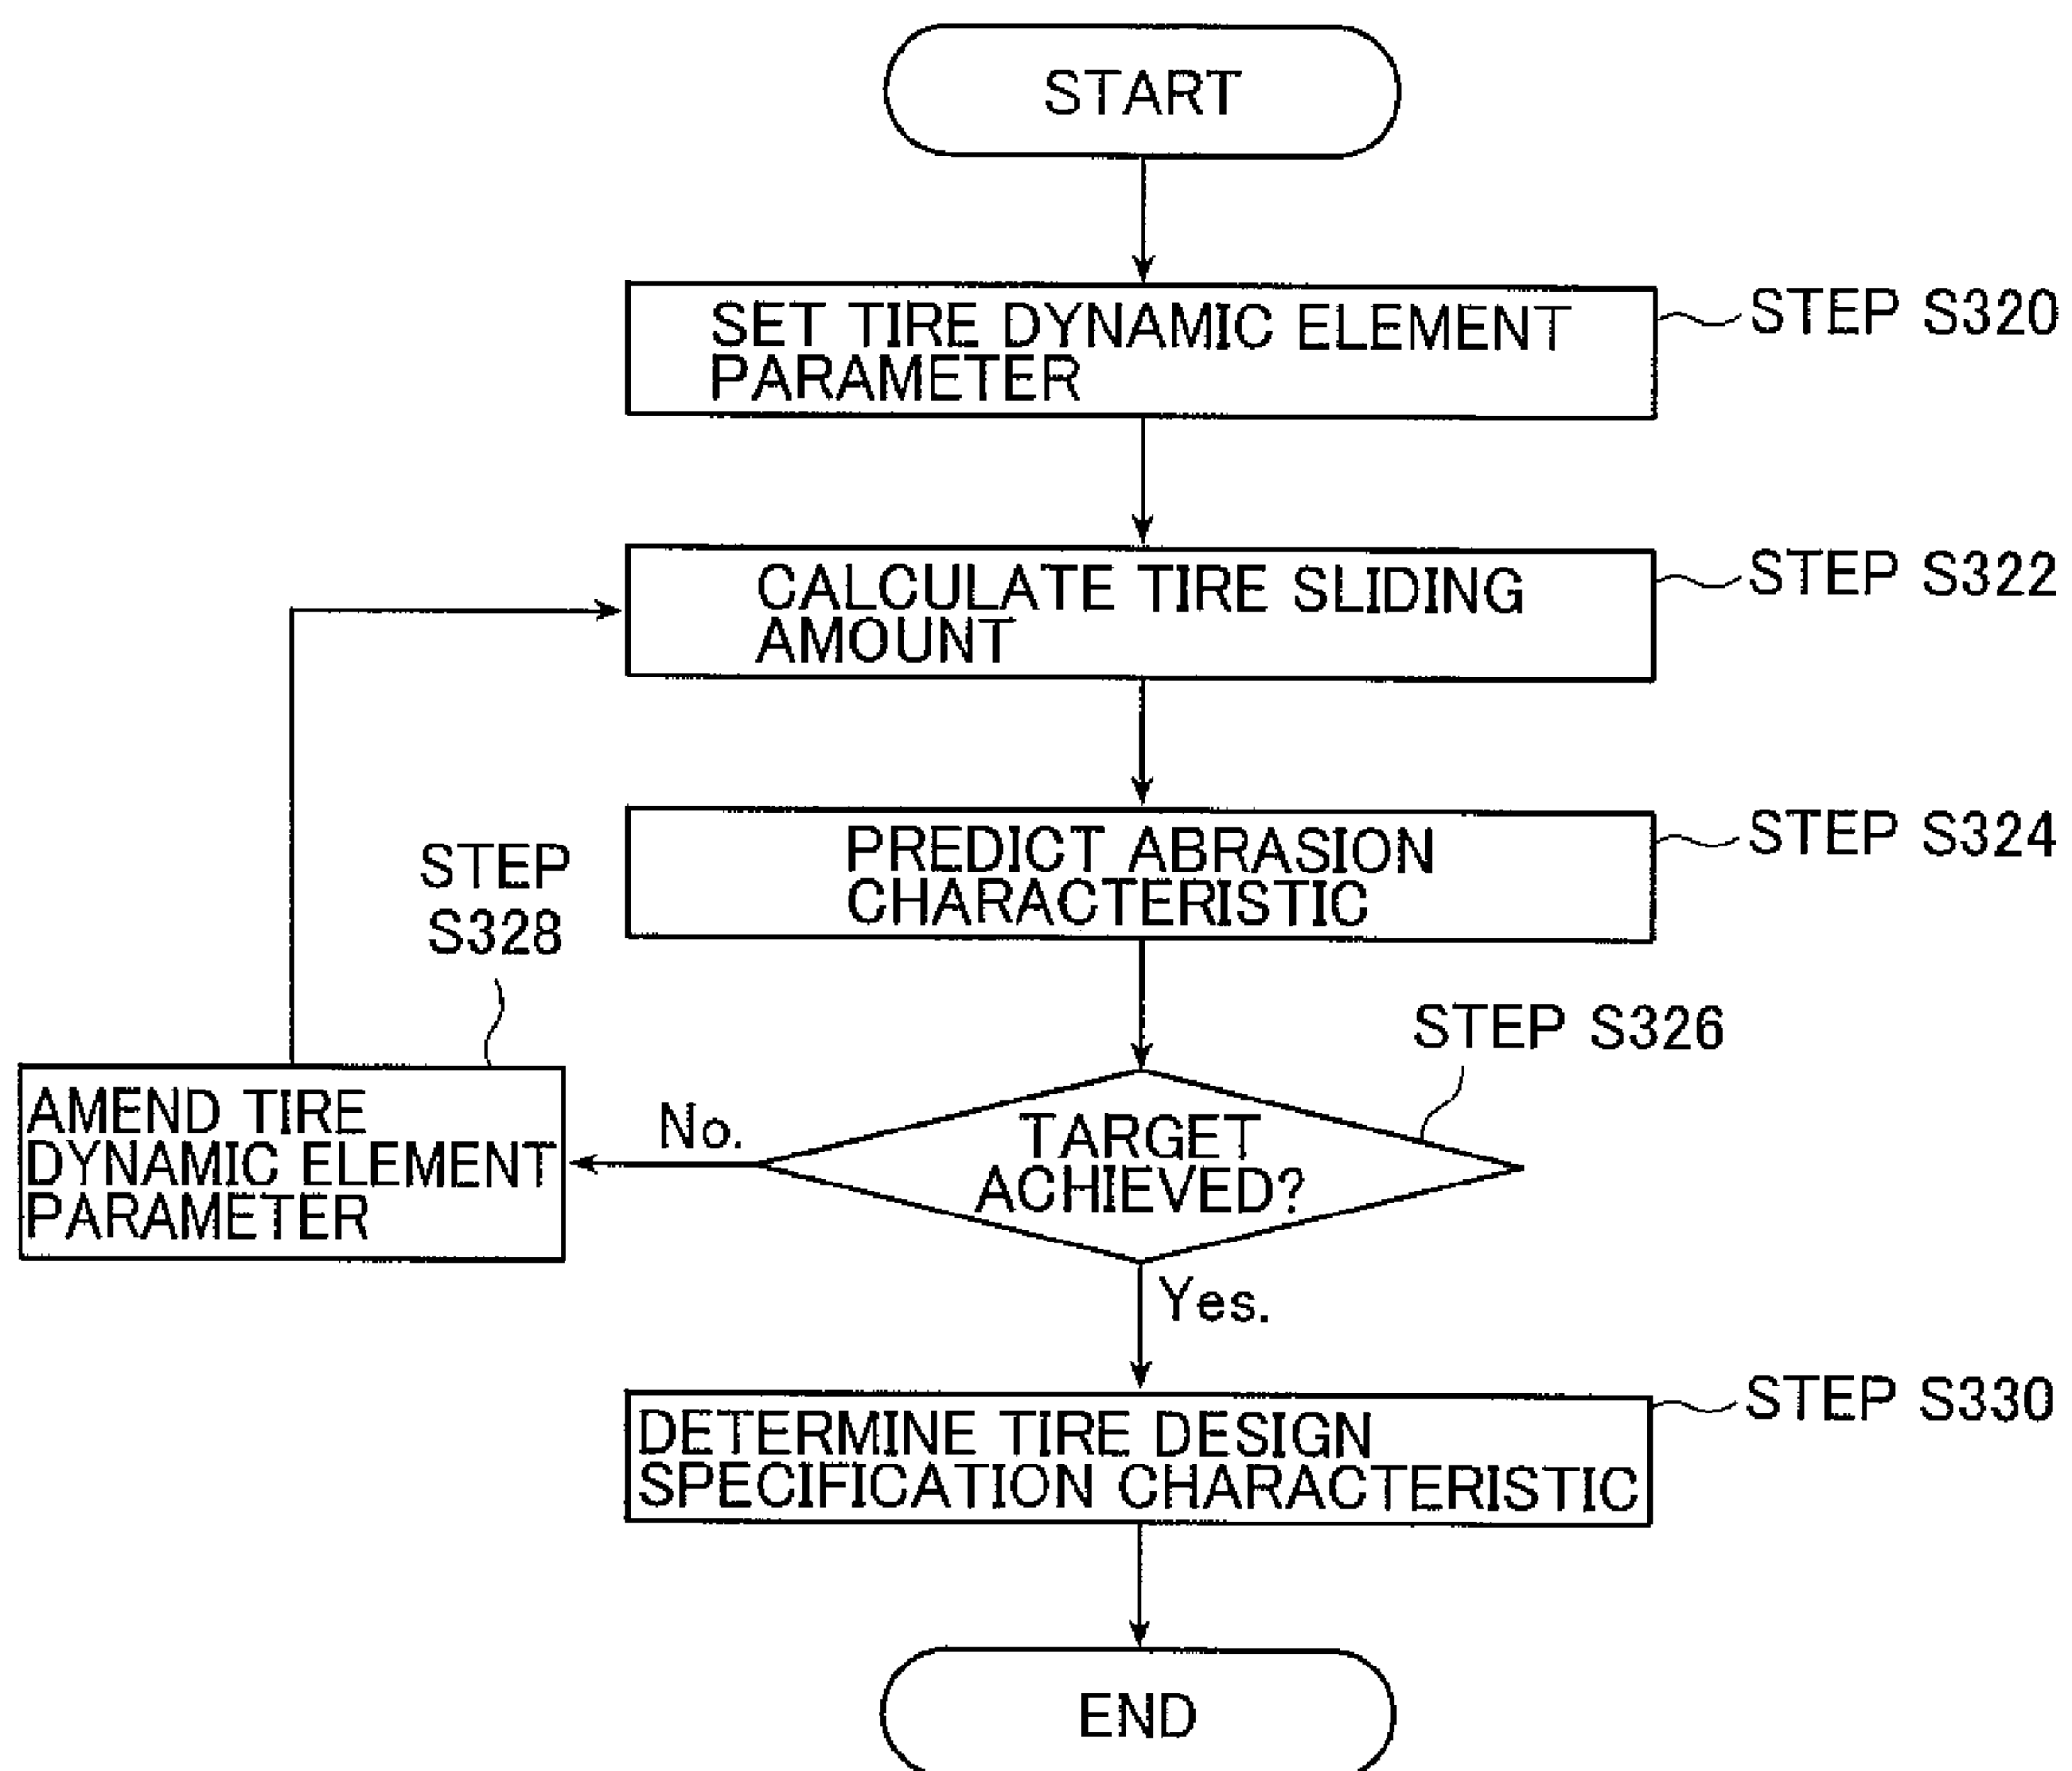 START
SET TIRE DYNAMIC ELEMENT
PARAMETER
STEP S320
CALCULATE TIRE SLIDING
AMOUNT
STEP S322
PREDICT ABRASION
CHARACTERISTIC
STEP S324
STEP
S328
AMEND TIRE
DYNAMIC ELEMENT
PARAMETER
No.
TARGET
ACHIEVED?
STEP S326
Yes.
DETERMINE TIRE DESIGN
SPECIFICATION CHARACTERISTIC
STEP S330
END